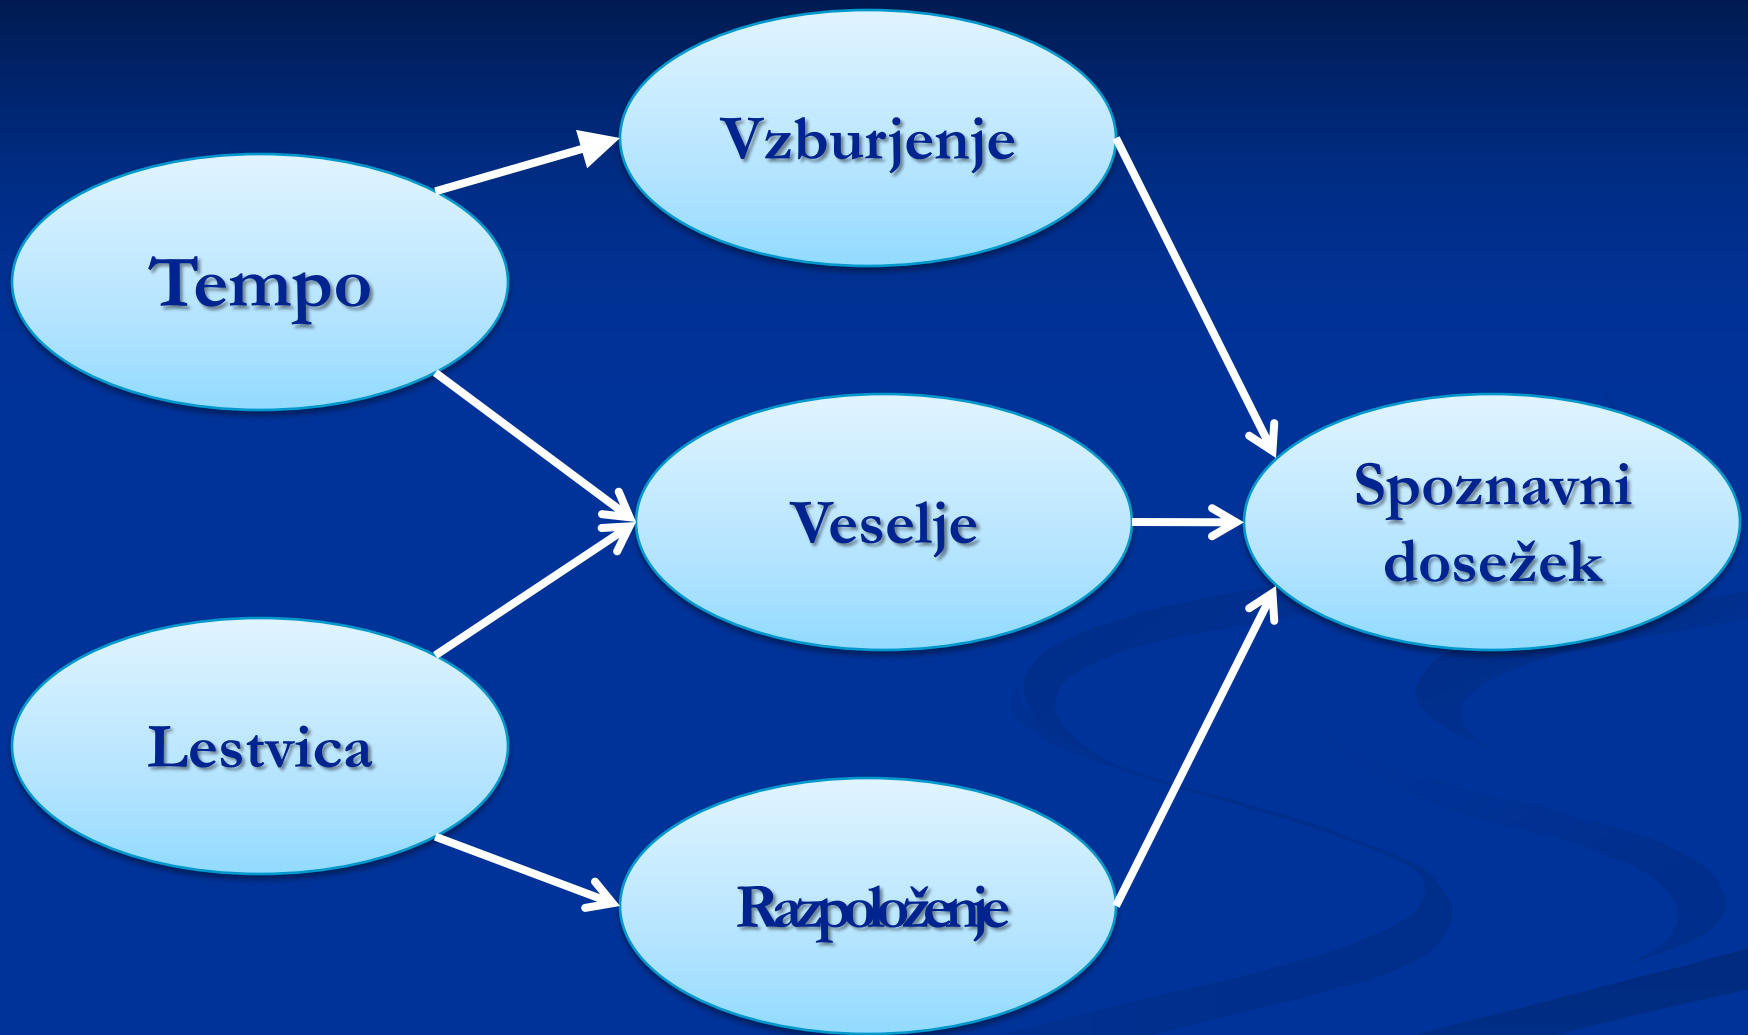 Vzburjenje
Tempo
Veselje
Spoznavni
dosežek
Lestvica
Razpoloženje